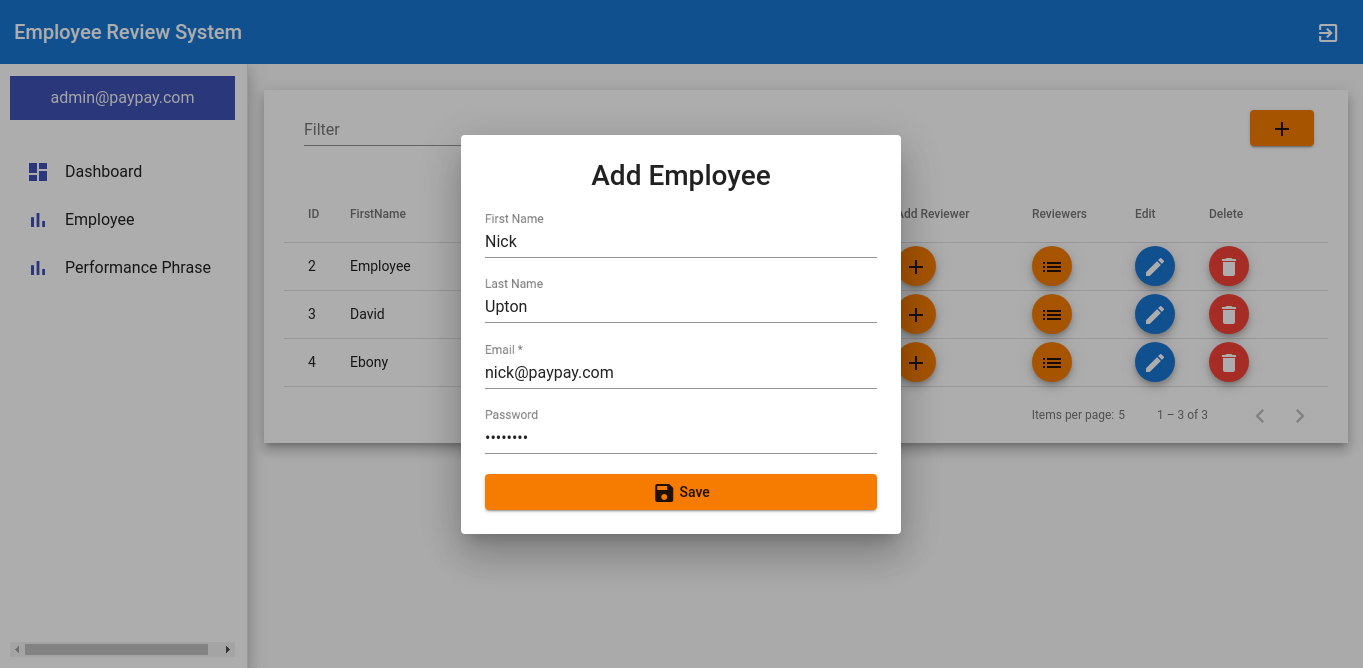 Employee Review System
admin@paypay.com
Dashboard
Employee
Performance Phrase
Filter
ID FirstName Add Reviewer Reviewers Edit Delete
2 Employee
3 David
4 Ebony
Items per page: 5 1 – 3 of 3
Add Employee
First Name
Nick
Last Name
Upton
Email *
nick@paypay.com
Password
••••••••
Save